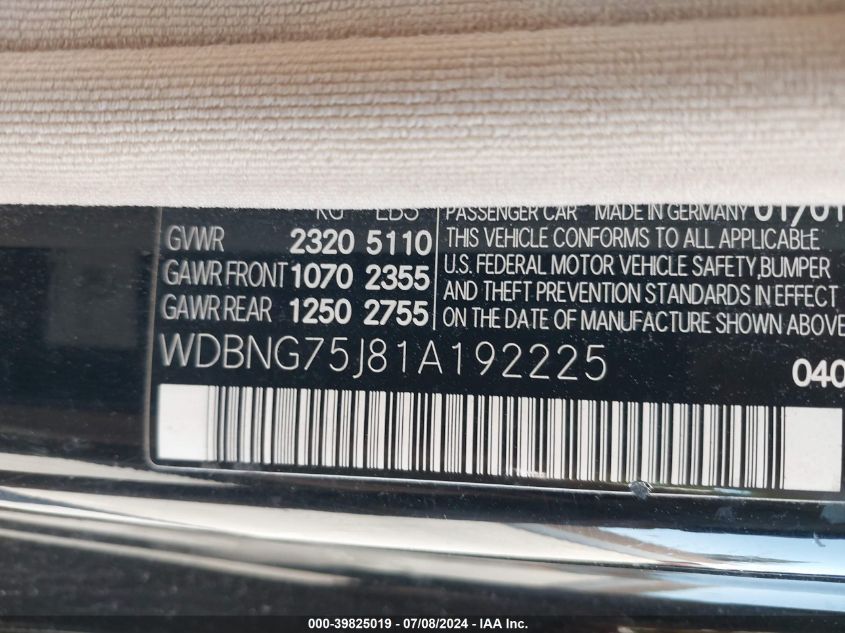 KG LBS PASSENGER CAR MADE IN GERMANY 01/01
GVWR 2320 5110 THIS VEHICLE CONFORMS TO ALL APPLICABLE
GAWR FRONT 1070 2355 U.S. FEDERAL MOTOR VEHICLE SAFETY,BUMPER
GAWR REAR 1250 2755 AND THEFT PREVENTION STANDARDS IN EFFECT
ON THE DATE OF MANUFACTURE SHOWN ABOVE
WDBNG75J81A192225 040
000-39825019 / 07/08/2024 - IAAI INC.